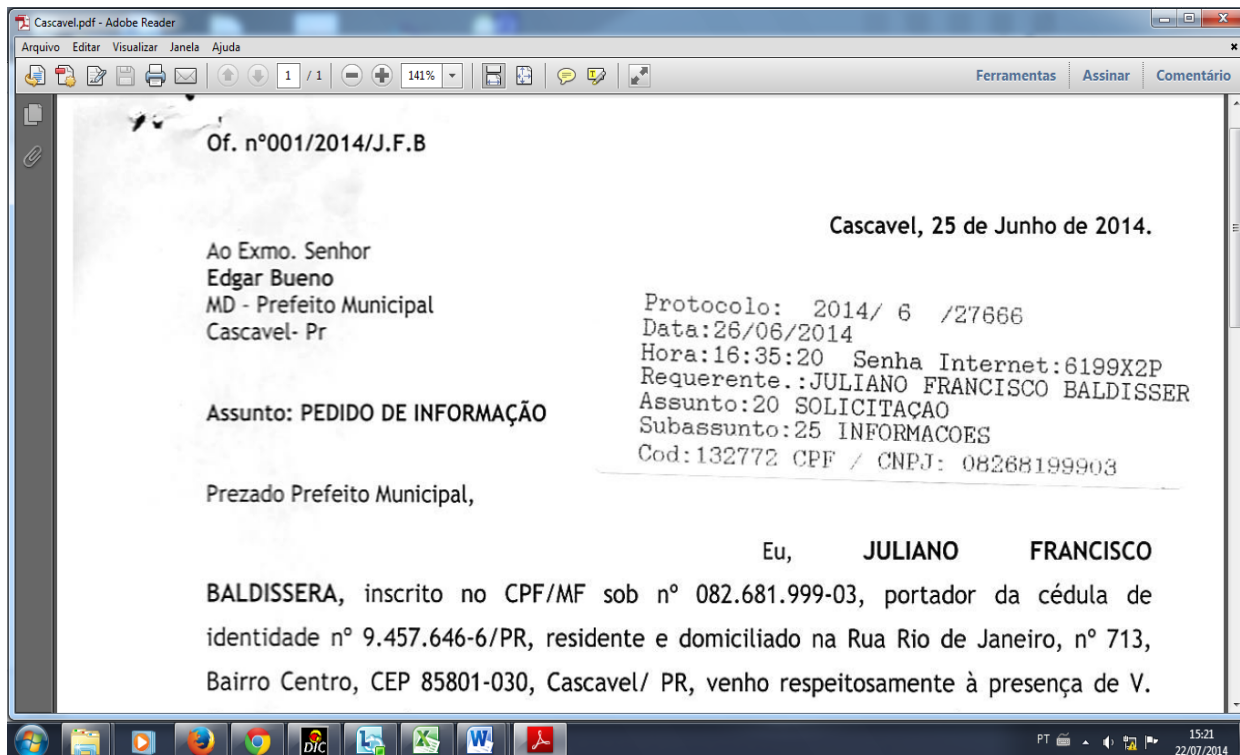 Cascavel.pdf - Adobe Reader
Arquivo Editar Visualizar Janela Ajuda
1 / 1
141%
Ferramentas Assinar Comentário
Of. nº001/2014/J.F.B
Cascavel, 25 de Junho de 2014.
Ao Exmo. Senhor
Edgar Bueno
MD - Prefeito Municipal
Cascavel- Pr
Protocolo: 2014/ 6 /27666
Data:26/06/2014
Hora:16:35:20 Senha Internet:6199X2P
Requerente.:JULIANO FRANCISCO BALDISSER
Assunto:20 SOLICITAÇAO
Subassunto:25 INFORMACOES
Cod:132772 CPF / CNPJ: 08268199903
Assunto: PEDIDO DE INFORMAÇÃO
Prezado Prefeito Municipal,
Eu, JULIANO FRANCISCO
BALDISSERA, inscrito no CPF/MF sob nº 082.681.999-03, portador da cédula de
identidade nº 9.457.646-6/PR, residente e domiciliado na Rua Rio de Janeiro, nº 713,
Bairro Centro, CEP 85801-030, Cascavel/ PR, venho respeitosamente à presença de V.
DIC
PT
15:21
22/07/2014